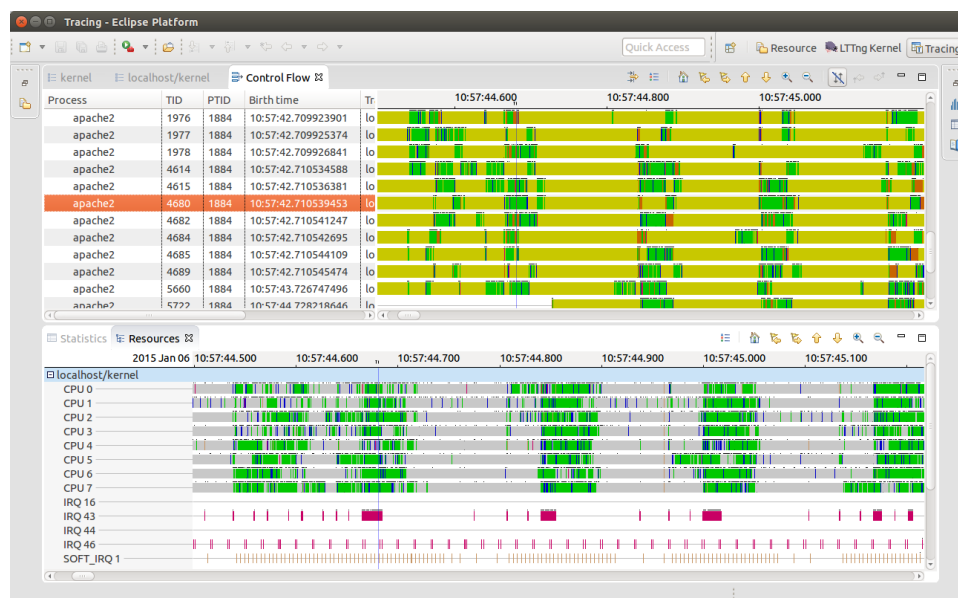 Tracing - Eclipse Platform
Quick Access Resource LTTng Kernel Tracing
kernel localhost/kernel Control Flow
Process TID PTID Birth time Tr 10:57:44.600 10:57:44.800 10:57:45.000
apache2 1976 1884 10:57:42.709923901 lo
apache2 1977 1884 10:57:42.709925374 lo
apache2 1978 1884 10:57:42.709926841 lo
apache2 4614 1884 10:57:42.710534588 lo
apache2 4615 1884 10:57:42.710536381 lo
apache2 4680 1884 10:57:42.710539453 lo
apache2 4682 1884 10:57:42.710541247 lo
apache2 4684 1884 10:57:42.710542695 lo
apache2 4685 1884 10:57:42.710544109 lo
apache2 4689 1884 10:57:42.710545474 lo
apache2 5660 1884 10:57:43.726747496 lo
apache2 5722 1884 10:57:44.728218646 lo
Statistics Resources
2015 Jan 06 10:57:44.500 10:57:44.600 10:57:44.700 10:57:44.800 10:57:44.900 10:57:45.000 10:57:45.100
localhost/kernel
CPU 0
CPU 1
CPU 2
CPU 3
CPU 4
CPU 5
CPU 6
CPU 7
IRQ 16
IRQ 43
IRQ 44
IRQ 46
SOFT_IRQ 1